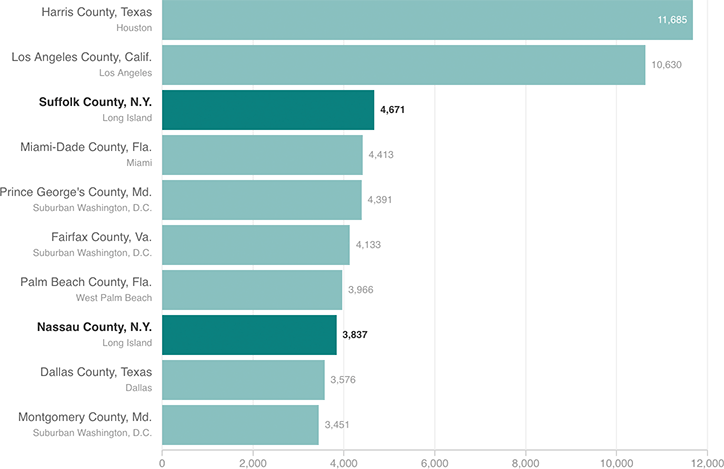 Harris County, Texas
Houston
11,685
Los Angeles County, Calif.
Los Angeles
10,630
Suffolk County, N.Y.
Long Island
4,671
Miami-Dade County, Fla.
Miami
4,413
Prince George's County, Md.
Suburban Washington, D.C.
4,391
Fairfax County, Va.
Suburban Washington, D.C.
4,133
Palm Beach County, Fla.
West Palm Beach
3,966
Nassau County, N.Y.
Long Island
3,837
Dallas County, Texas
Dallas
3,576
Montgomery County, Md.
Suburban Washington, D.C.
3,451
0 2,000 4,000 6,000 8,000 10,000 12,000